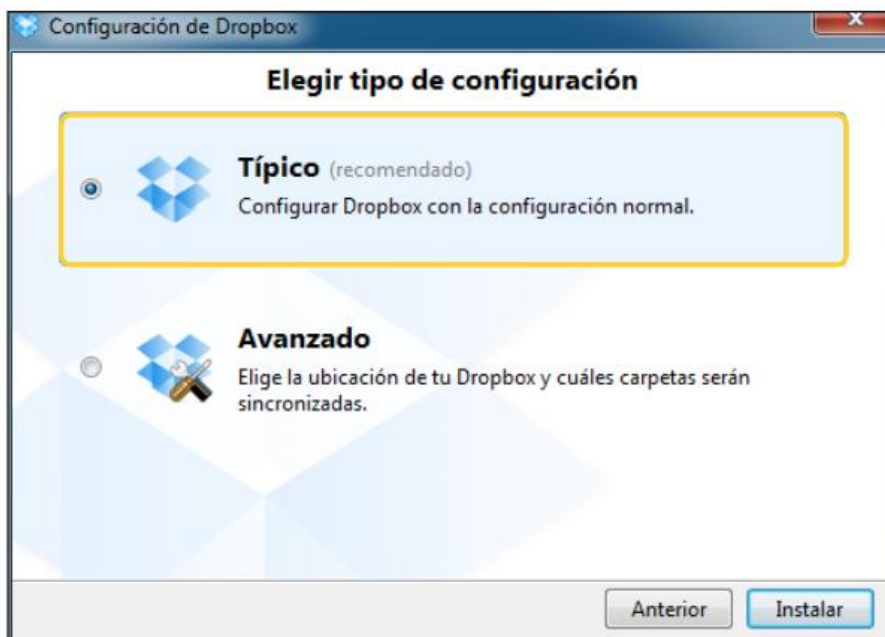 Configuración de Dropbox
Elegir tipo de configuración
Típico (recomendado)
Configurar Dropbox con la configuración normal.
Avanzado
Elige la ubicación de tu Dropbox y cuáles carpetas serán
sincronizadas.
Anterior Instalar